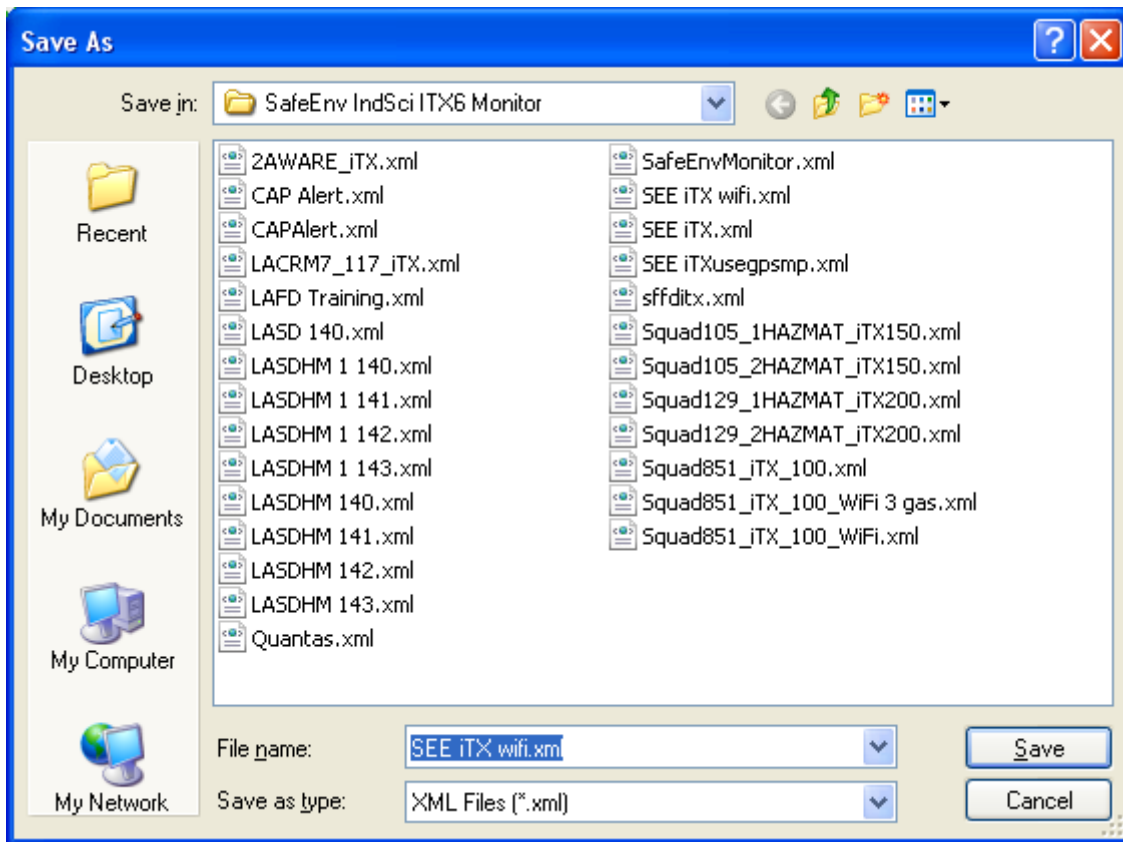 Save As
Save in: SafeEnv IndSci ITX6 Monitor
Recent
Desktop
My Documents
My Computer
My Network
2AWARE_iTX.xml
CAP Alert.xml
CAPAlert.xml
LACRM7_117_iTX.xml
LAFD Training.xml
LASD 140.xml
LASDHM 1 140.xml
LASDHM 1 141.xml
LASDHM 1 142.xml
LASDHM 1 143.xml
LASDHM 140.xml
LASDHM 141.xml
LASDHM 142.xml
LASDHM 143.xml
Quantas.xml
SafeEnvMonitor.xml
SEE iTX wifi.xml
SEE iTX.xml
SEE iTXusegpsmp.xml
sffditx.xml
Squad105_1HAZMAT_iTX150.xml
Squad105_2HAZMAT_iTX150.xml
Squad129_1HAZMAT_iTX200.xml
Squad129_2HAZMAT_iTX200.xml
Squad851_iTX_100.xml
Squad851_iTX_100_WiFi 3 gas.xml
Squad851_iTX_100_WiFi.xml
File name: SEE iTX wifi.xml Save
Save as type: XML Files (*.xml) Cancel